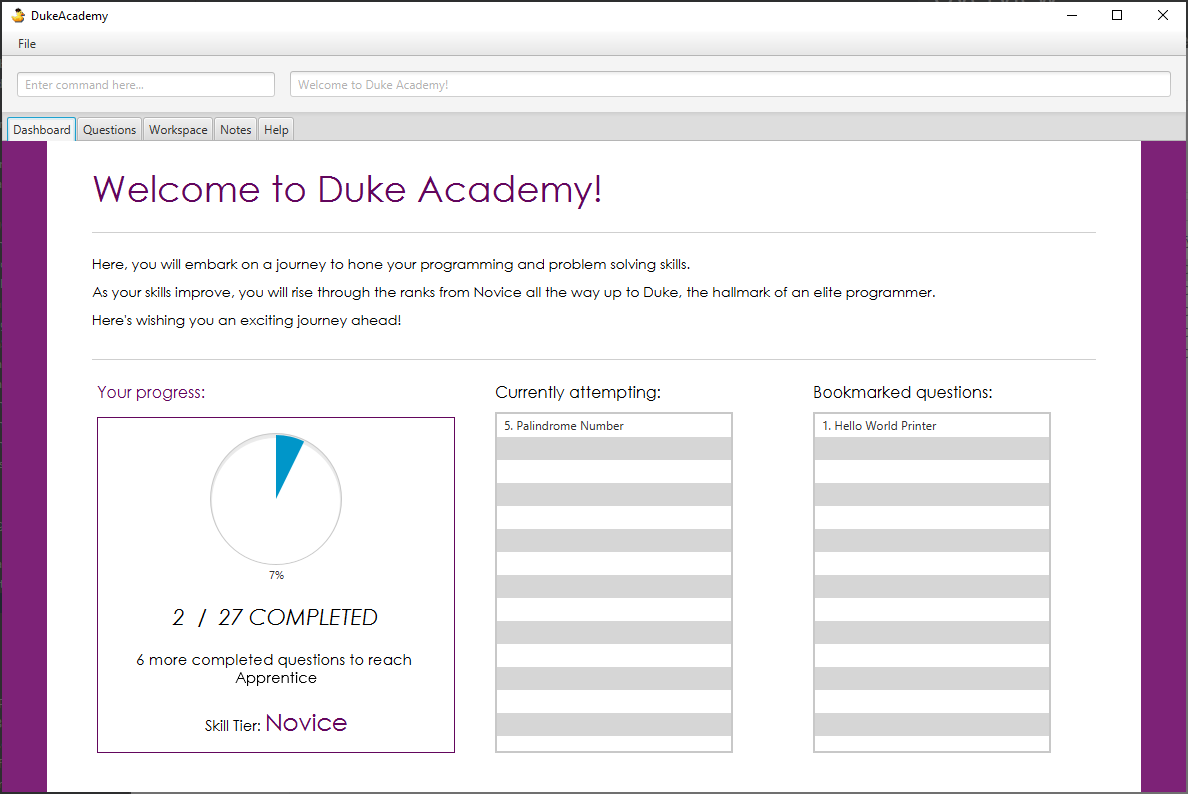 DukeAcademy
File
Enter command here...
Welcome to Duke Academy!
Dashboard Questions Workspace Notes Help
Welcome to Duke Academy!
Here, you will embark on a journey to hone your programming and problem solving skills.
As your skills improve, you will rise through the ranks from Novice all the way up to Duke, the hallmark of an elite programmer.
Here's wishing you an exciting journey ahead!
Your progress:
7%
2 / 27 COMPLETED
6 more completed questions to reach
Apprentice
Skill Tier: Novice
Currently attempting:
5. Palindrome Number
Bookmarked questions:
1. Hello World Printer